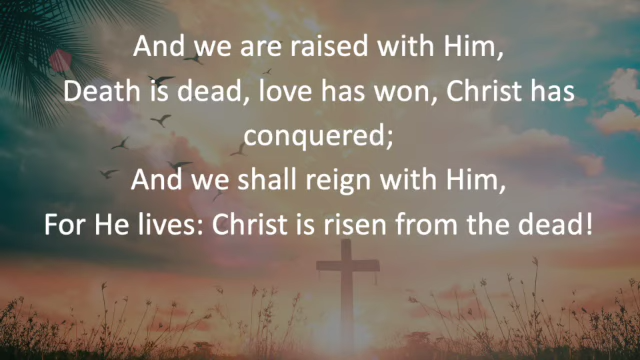 And we are raised with Him,
Death is dead, love has won, Christ has
conquered;
And we shall reign with Him,
For He lives: Christ is risen from the dead!